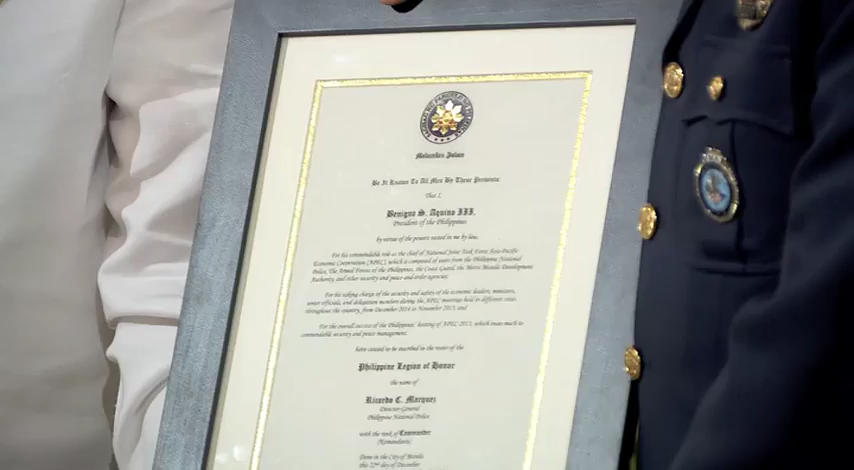 Be It Known To All Men By These Presents:
That I,
Benigno S. Aquino III,
President of the Philippines
by virtue of the powers vested in me by law,
For his commendable role as the chief of National Joint Task Force Asia-Pacific
Economic Cooperation (APEC), which is composed of units from the Philippine National
Police, The Armed Forces of the Philippines, the Coast Guard, the Metro Manila Development
Authority, and other security and peace and order agencies;
For his taking charge of the security and safety of the economic leaders, ministers,
senior officials, and delegation members during the APEC meetings held in different cities
throughout the country, from December 2014 to November 2015; and
For the overall success of the Philippines' hosting of APEC 2015, which owes much to
commendable security and peace management;
have caused to be inscribed in the roster of the
Philippine Legion of Honor
the name of
Ricardo C. Marquez
Director General
Philippine National Police
with the rank of Commander
(Komandante)
Done in the City of Manila
this 22nd day of December